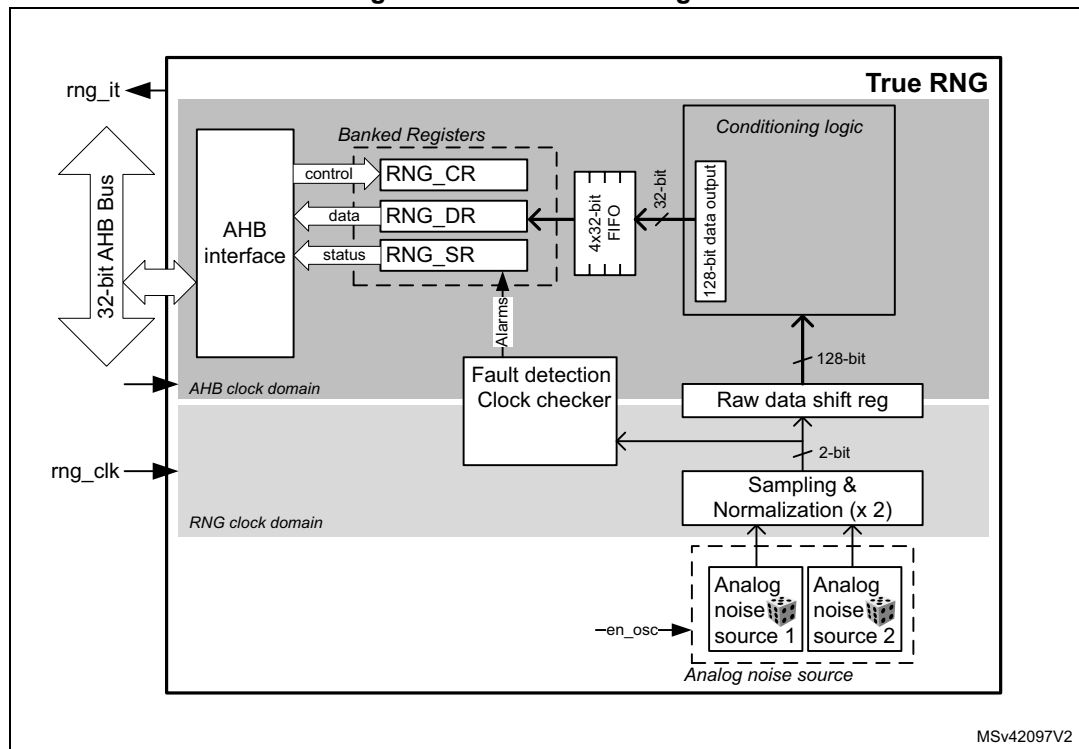 True RNG
rng_it
32-bit AHB Bus
AHB
interface
Banked Registers
control
RNG_CR
data
RNG_DR
status
RNG_SR
4x32-bit
FIFO
32-bit
Conditioning logic
128-bit data output
Alarms
128-bit
AHB clock domain
Fault detection
Clock checker
Raw data shift reg
2-bit
rng_clk
RNG clock domain
Sampling &
Normalization (x 2)
Analog
noise
source 1
Analog
noise
source 2
en_osc
Analog noise source
MSv42097V2